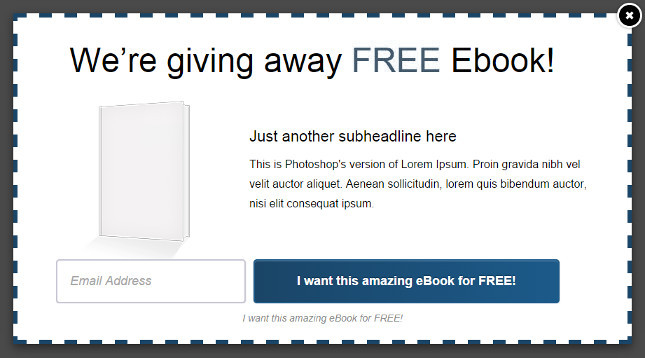 We’re giving away FREE Ebook!
Just another subheadline here
This is Photoshop's version of Lorem Ipsum. Proin gravida nibh vel
velit auctor aliquet. Aenean sollicitudin, lorem quis bibendum auctor,
nisi elit consequat ipsum.
Email Address
I want this amazing eBook for FREE!
I want this amazing eBook for FREE!